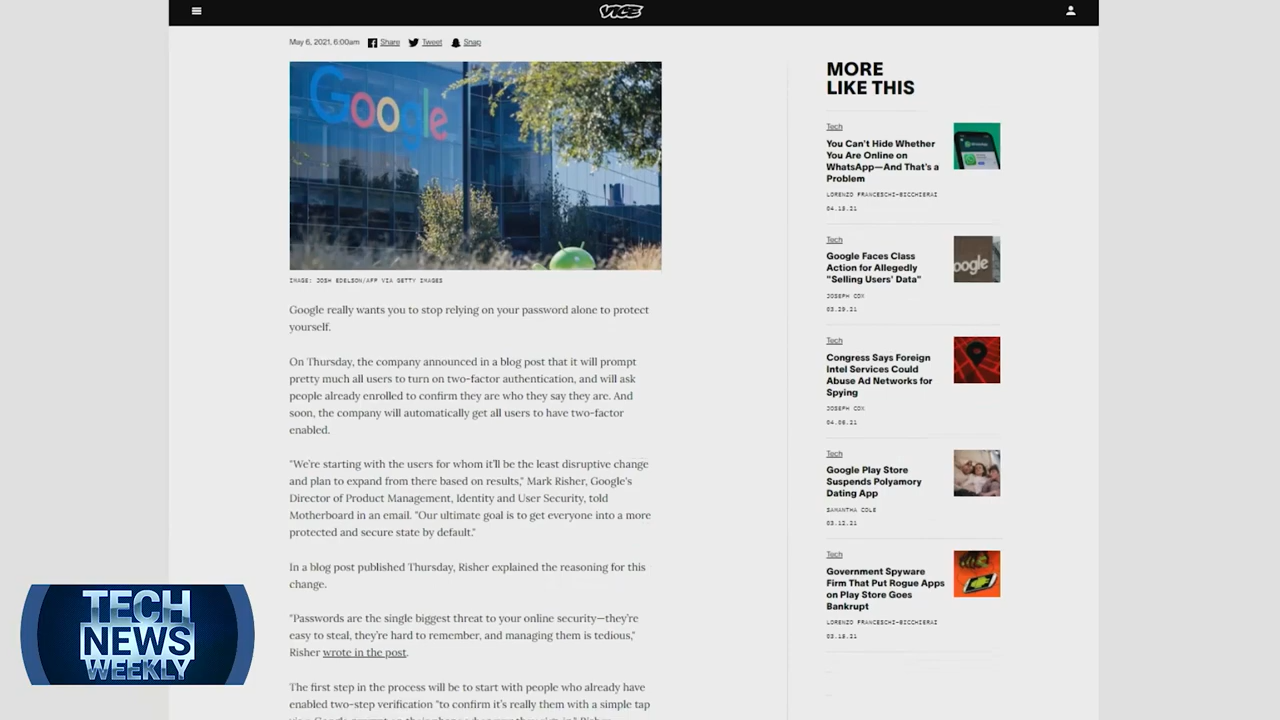 VICE
May 6, 2021, 6:00am Share Tweet Snap
Google
IMAGE: JOSH EDELSON/AFP VIA GETTY IMAGES
Google really wants you to stop relying on your password alone to protect
yourself.
On Thursday, the company announced in a blog post that it will prompt
pretty much all users to turn on two-factor authentication, and will ask
people already enrolled to confirm they are who they say they are. And
soon, the company will automatically get all users to have two-factor
enabled.
"We're starting with the users for whom it'll be the least disruptive change
and plan to expand from there based on results," Mark Risher, Google's
Director of Product Management, Identity and User Security, told
Motherboard in an email. "Our ultimate goal is to get everyone into a more
protected and secure state by default."
In a blog post published Thursday, Risher explained the reasoning for this
change.
"Passwords are the single biggest threat to your online security—they're
easy to steal, they're hard to remember, and managing them is tedious,"
Risher wrote in the post.
The first step in the process will be to start with people who already have
enabled two-step verification "to confirm it's really them with a simple tap
MORE
LIKE THIS
Tech
You Can't Hide Whether
You Are Online on
WhatsApp—And That's a
Problem
LORENZO FRANCESCHI-BICCHIERAI
04.13.21
Tech
Google Faces Class
Action for Allegedly
"Selling Users' Data"
JOSEPH COX
03.29.21
oogle
Tech
Congress Says Foreign
Intel Services Could
Abuse Ad Networks for
Spying
JOSEPH COX
04.06.21
Tech
Google Play Store
Suspends Polyamory
Dating App
SAMANTHA COLE
03.12.21
Tech
Government Spyware
Firm That Put Rogue Apps
on Play Store Goes
Bankrupt
LORENZO FRANCESCHI-BICCHIERAI
TECH
NEWS
WEEKLY